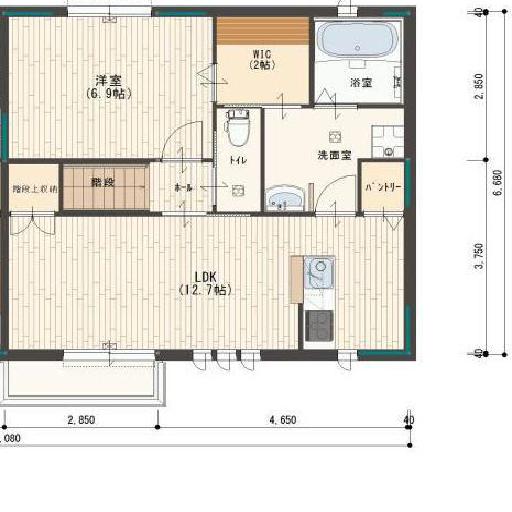 洋室
(6.9帖)
WIC
(2帖)
浴室
トイレ
洗面室
階段上収納
階段
ホール
パントリー
LDK
(12.7帖)
40
2,850
6,680
3,750
40
2,850
4,650
40
,080